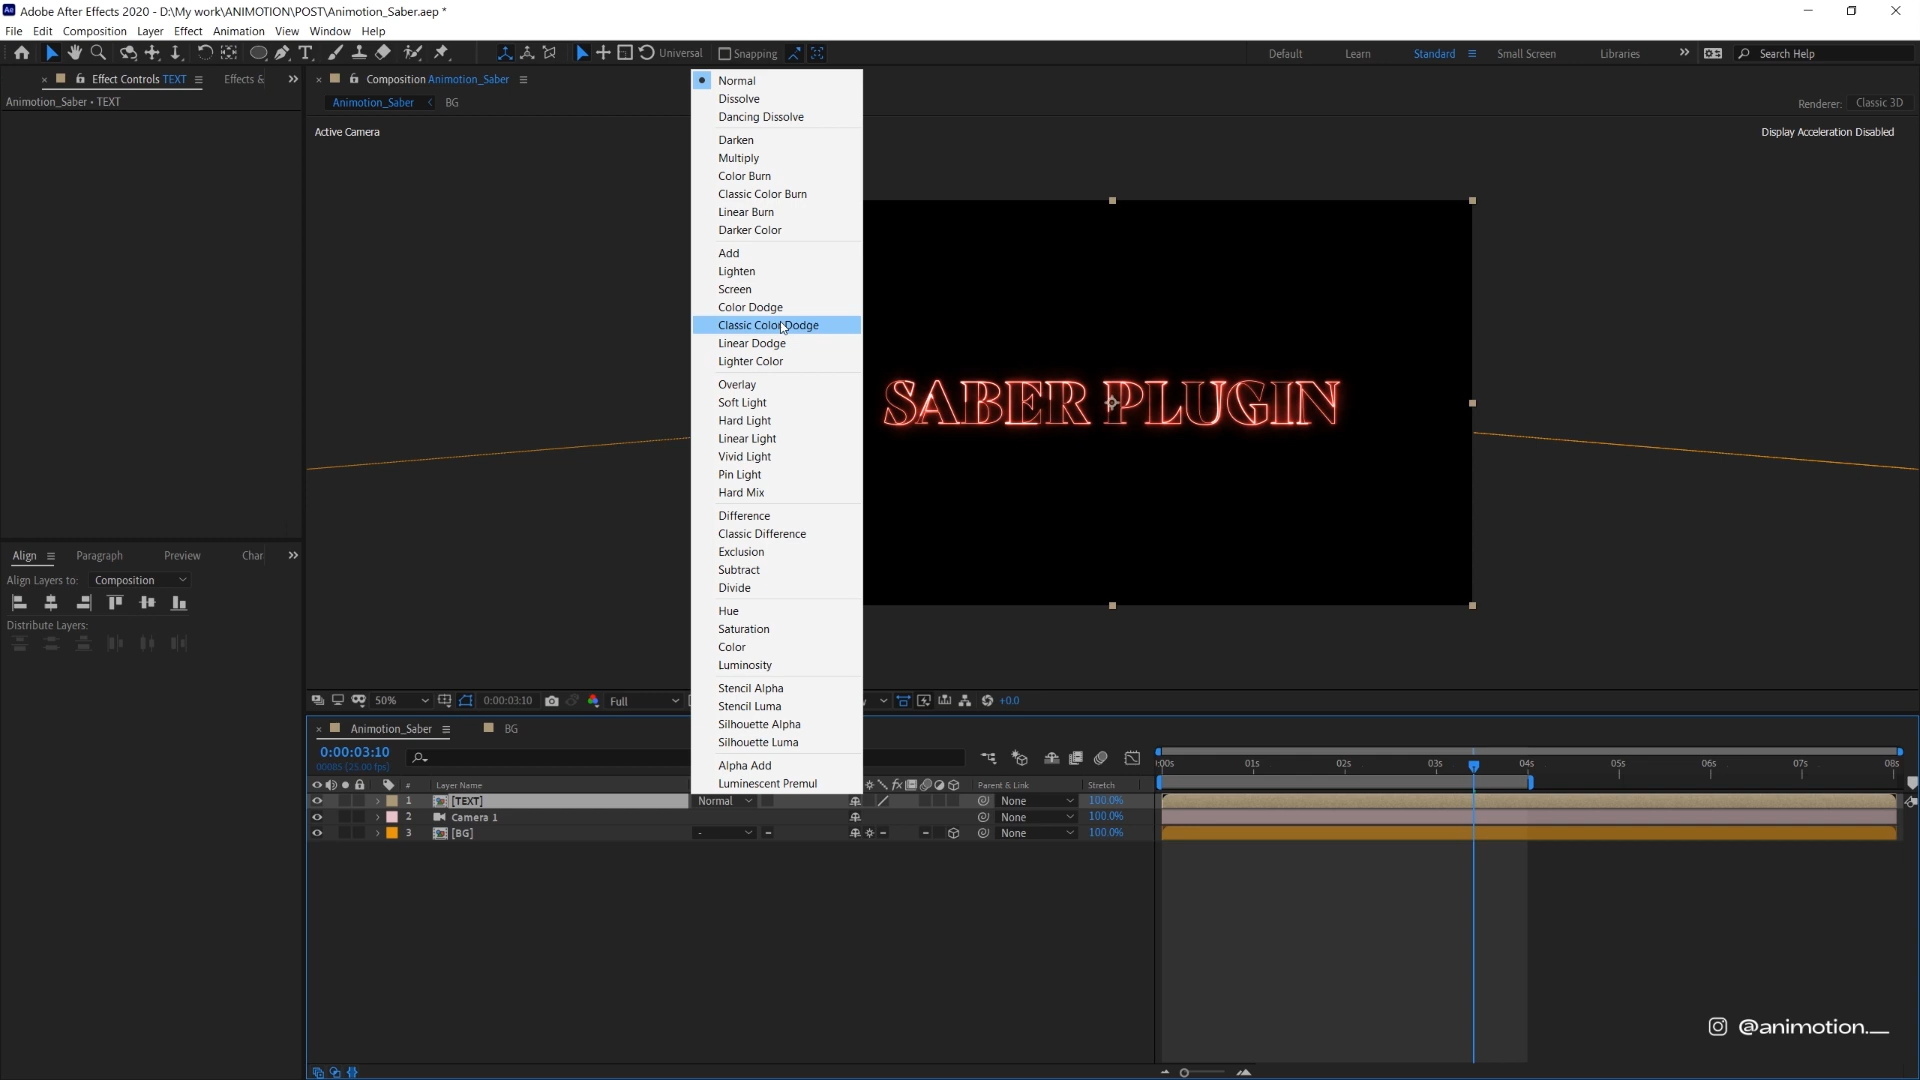 Adobe After Effects 2020 - D:\My work\ANIMOTION\POST\Animotion_Saber.aep *
File Edit Composition Layer Effect Animation View Window Help
Universal Snapping Default Learn Standard Small Screen Libraries Search Help
Effect Controls TEXT Effects & Composition Animotion_Saber
Animotion_Saber • TEXT
Animotion_Saber BG
Renderer: Classic 3D
Active Camera
Display Acceleration Disabled
Normal
Dissolve
Dancing Dissolve
Darken
Multiply
Color Burn
Classic Color Burn
Linear Burn
Darker Color
Add
Lighten
Screen
Color Dodge
Classic Color Dodge
Linear Dodge
Lighter Color
Overlay
Soft Light
Hard Light
Linear Light
Vivid Light
Pin Light
Hard Mix
Difference
Classic Difference
Exclusion
Subtract
Divide
Hue
Saturation
Color
Luminosity
Stencil Alpha
Stencil Luma
Silhouette Alpha
Silhouette Luma
Alpha Add
Luminescent Premul
SABER PLUGIN
Align Paragraph Preview Char
Align Layers to: Composition
Distribute Layers:
50% 0:00:03:10 Full +0.0
Animotion_Saber BG
0:00:03:10
00085 (25.00 fps)
# Layer Name Parent & Link Stretch
:00s 01s 02s 03s 04s 05s 06s 07s 08s
1 [TEXT] Normal None 100.0%
2 Camera 1 None 100.0%
3 [BG] - None 100.0%
@animotion.__